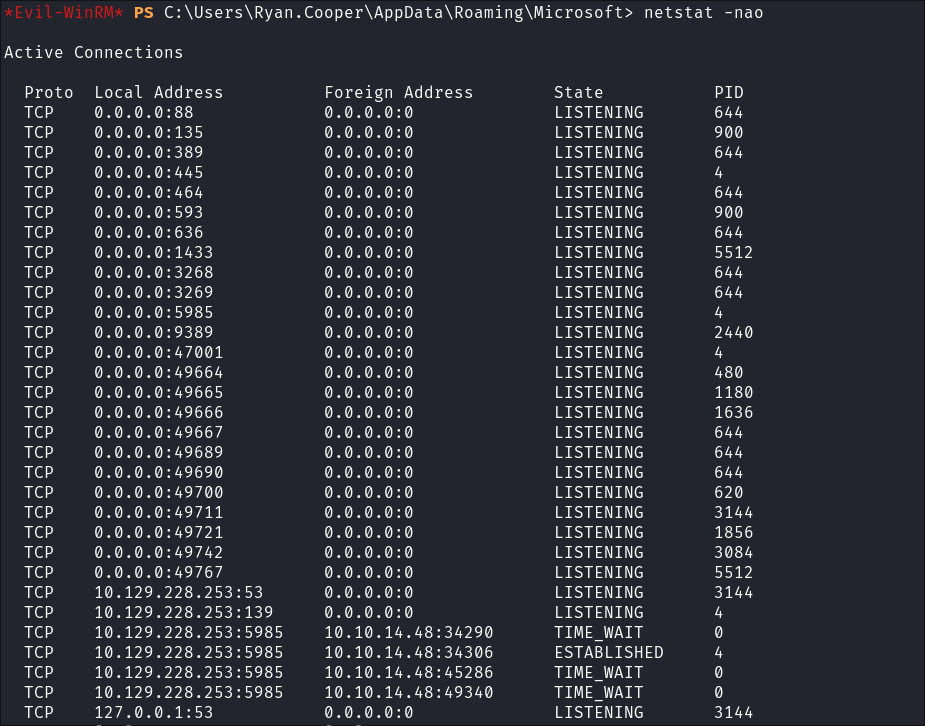 *Evil-WinRM* PS C:\Users\Ryan.Cooper\AppData\Roaming\Microsoft> netstat -nao
Active Connections
Proto Local Address Foreign Address State PID
TCP 0.0.0.0:88 0.0.0.0:0 LISTENING 644
TCP 0.0.0.0:135 0.0.0.0:0 LISTENING 900
TCP 0.0.0.0:389 0.0.0.0:0 LISTENING 644
TCP 0.0.0.0:445 0.0.0.0:0 LISTENING 4
TCP 0.0.0.0:464 0.0.0.0:0 LISTENING 644
TCP 0.0.0.0:593 0.0.0.0:0 LISTENING 900
TCP 0.0.0.0:636 0.0.0.0:0 LISTENING 644
TCP 0.0.0.0:1433 0.0.0.0:0 LISTENING 5512
TCP 0.0.0.0:3268 0.0.0.0:0 LISTENING 644
TCP 0.0.0.0:3269 0.0.0.0:0 LISTENING 644
TCP 0.0.0.0:5985 0.0.0.0:0 LISTENING 4
TCP 0.0.0.0:9389 0.0.0.0:0 LISTENING 2440
TCP 0.0.0.0:47001 0.0.0.0:0 LISTENING 4
TCP 0.0.0.0:49664 0.0.0.0:0 LISTENING 480
TCP 0.0.0.0:49665 0.0.0.0:0 LISTENING 1180
TCP 0.0.0.0:49666 0.0.0.0:0 LISTENING 1636
TCP 0.0.0.0:49667 0.0.0.0:0 LISTENING 644
TCP 0.0.0.0:49689 0.0.0.0:0 LISTENING 644
TCP 0.0.0.0:49690 0.0.0.0:0 LISTENING 644
TCP 0.0.0.0:49700 0.0.0.0:0 LISTENING 620
TCP 0.0.0.0:49711 0.0.0.0:0 LISTENING 3144
TCP 0.0.0.0:49721 0.0.0.0:0 LISTENING 1856
TCP 0.0.0.0:49742 0.0.0.0:0 LISTENING 3084
TCP 0.0.0.0:49767 0.0.0.0:0 LISTENING 5512
TCP 10.129.228.253:53 0.0.0.0:0 LISTENING 3144
TCP 10.129.228.253:139 0.0.0.0:0 LISTENING 4
TCP 10.129.228.253:5985 10.10.14.48:34290 TIME_WAIT 0
TCP 10.129.228.253:5985 10.10.14.48:34306 ESTABLISHED 4
TCP 10.129.228.253:5985 10.10.14.48:45286 TIME_WAIT 0
TCP 10.129.228.253:5985 10.10.14.48:49340 TIME_WAIT 0
TCP 127.0.0.1:53 0.0.0.0:0 LISTENING 3144